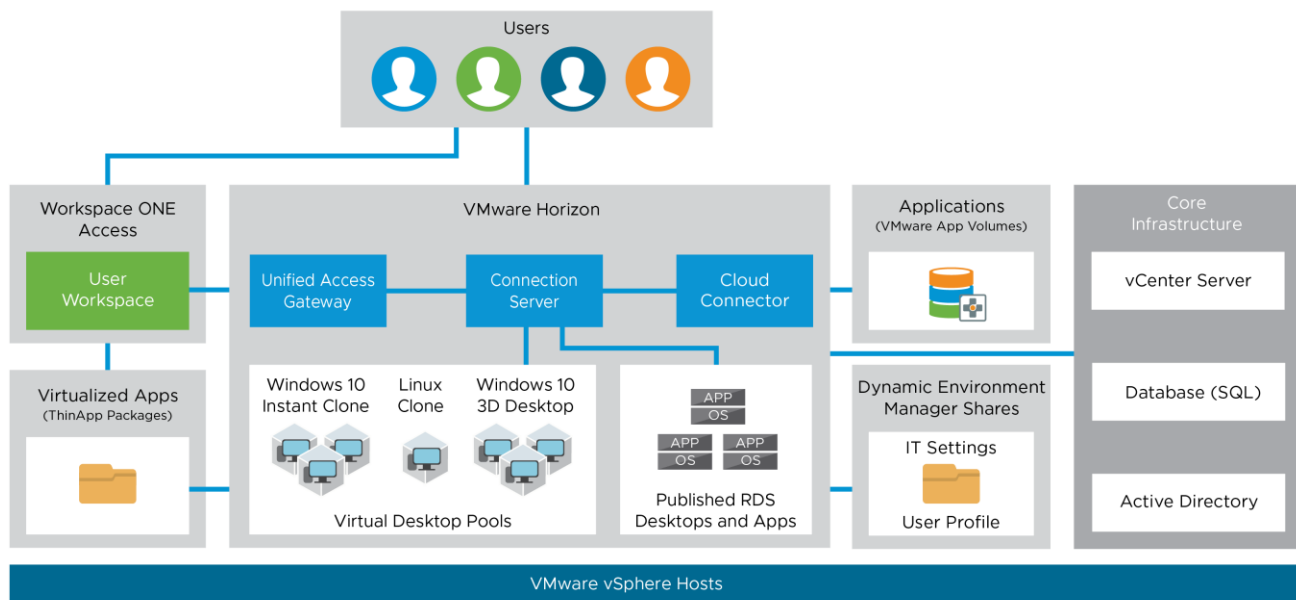 Users
Workspace ONE
Access
User
Workspace
Virtualized Apps
(ThinApp Packages)
VMware Horizon
Unified Access
Gateway
Connection
Server
Cloud
Connector
Windows 10
Instant Clone
Linux
Clone
Windows 10
3D Desktop
Virtual Desktop Pools
APP
OS
APP
OS
APP
OS
Published RDS
Desktops and Apps
Applications
(VMware App Volumes)
Dynamic Environment
Manager Shares
IT Settings
User Profile
Core
Infrastructure
vCenter Server
Database (SQL)
Active Directory
VMware vSphere Hosts